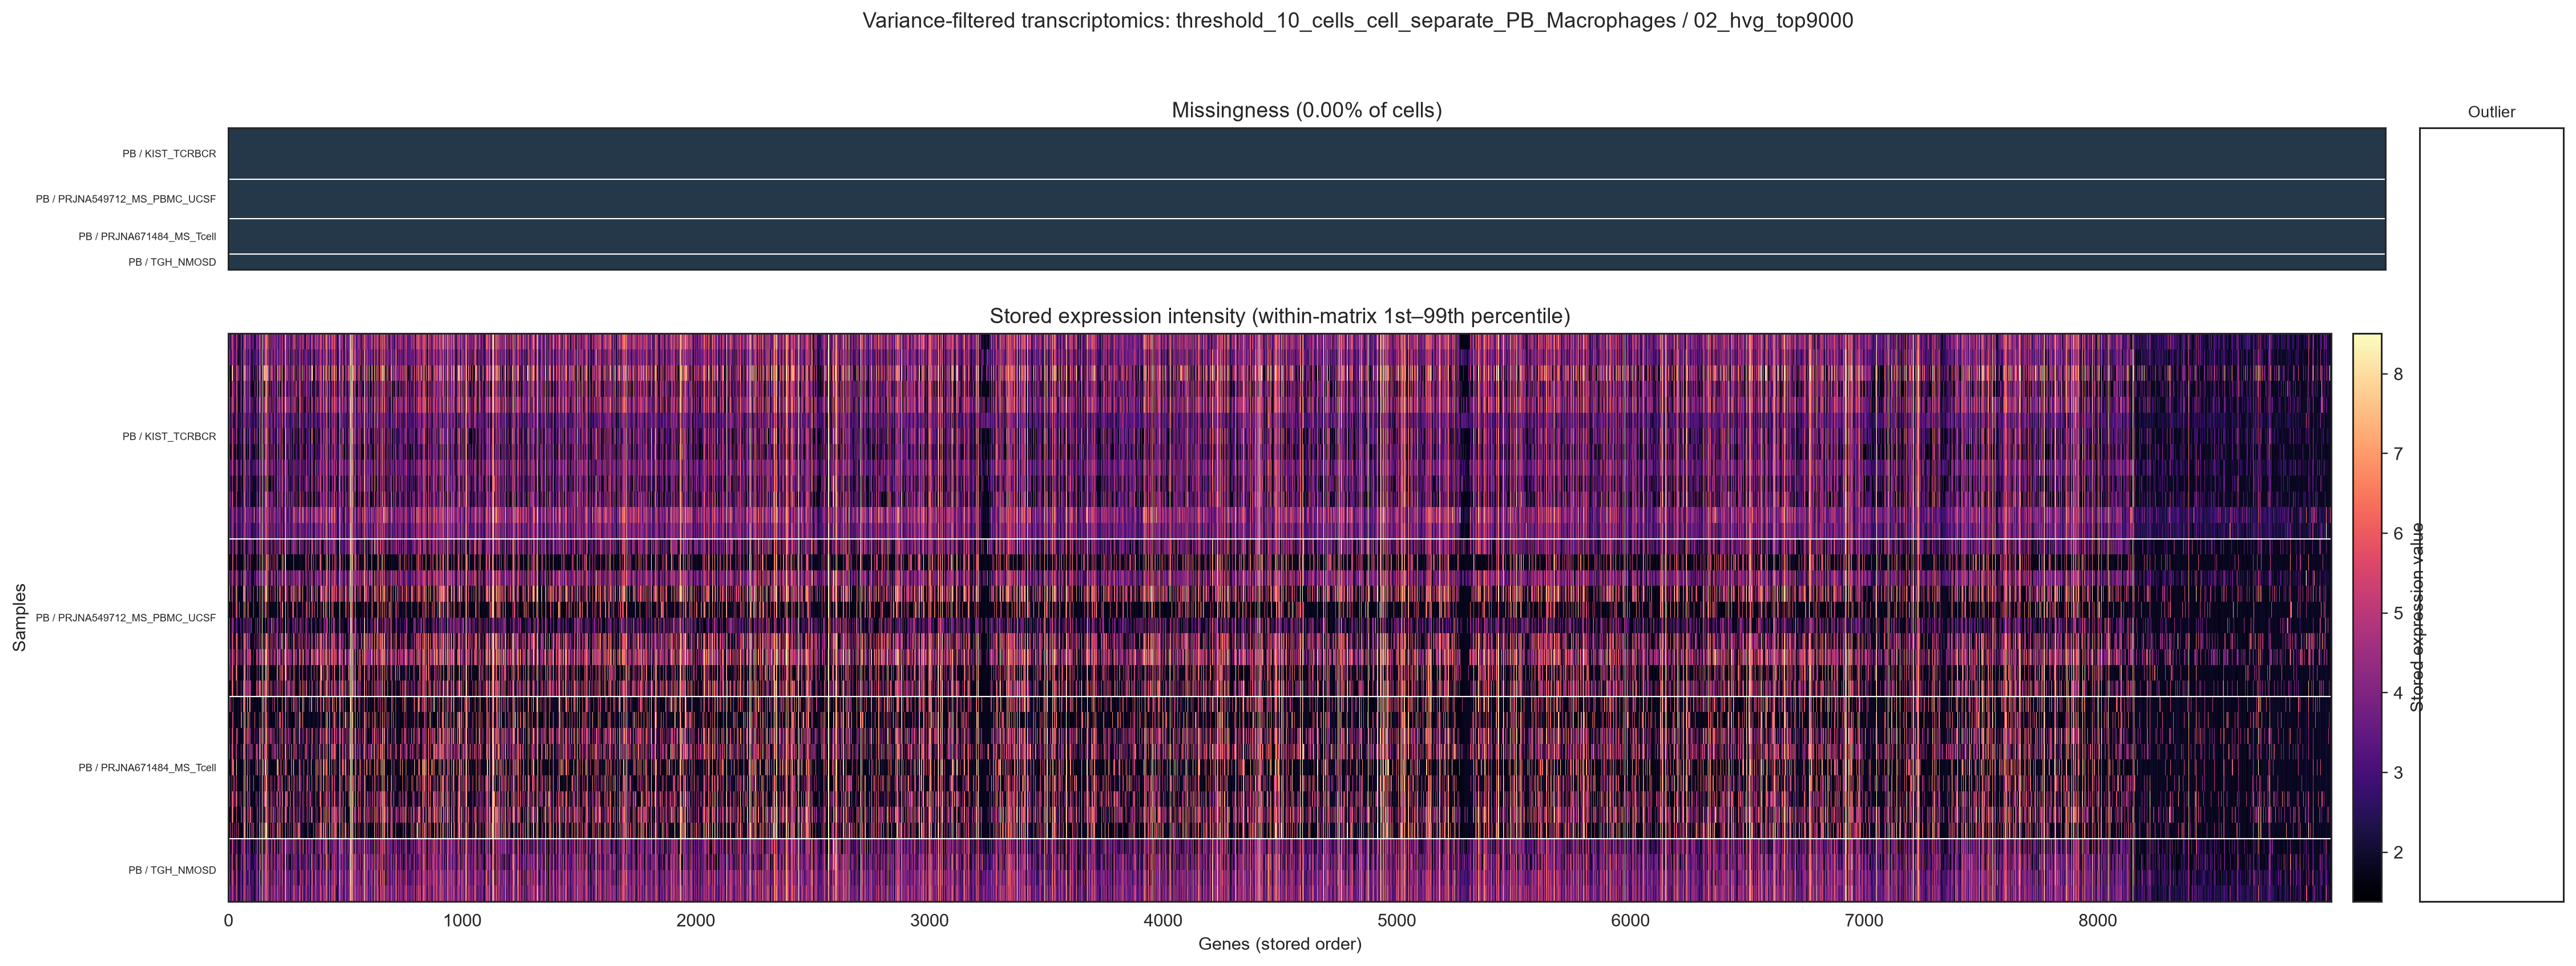 Variance-filtered transcriptomics: threshold_10_cells_cell_separate_PB_Macrophages / 02_hvg_top9000
Missingness (0.00% of cells)
Outlier
PB / KIST_TCRBCR
PB / PRJNA549712_MS_PBMC_UCSF
PB / PRJNA671484_MS_Tcell
PB / TGH_NMOSD
Stored expression intensity (within-matrix 1st–99th percentile)
Samples
PB / KIST_TCRBCR
PB / PRJNA549712_MS_PBMC_UCSF
PB / PRJNA671484_MS_Tcell
PB / TGH_NMOSD
0 1000 2000 3000 4000 5000 6000 7000 8000
Genes (stored order)
8
7
6
5
4
3
2
Stored expression value